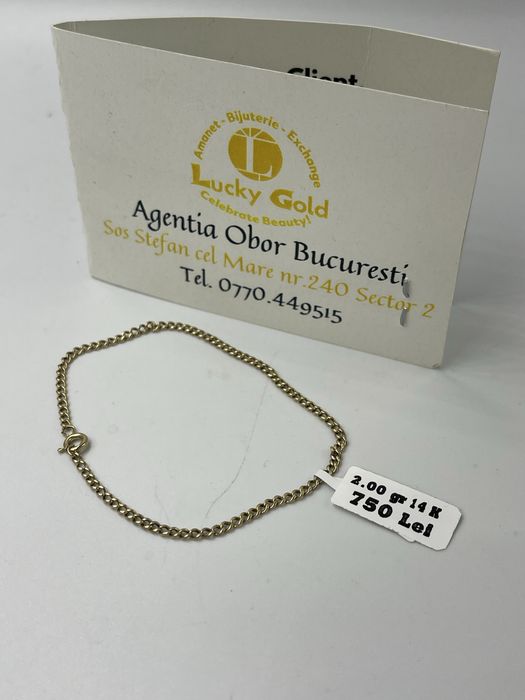 Client
Amanet - Bijuterie - Exchange
L
Lucky Gold
Celebrate Beauty!
Agentia Obor Bucuresti
Sos Stefan cel Mare nr.240 Sector 2
Tel. 0770.449515
2.00 gr 14 K
750 Lei